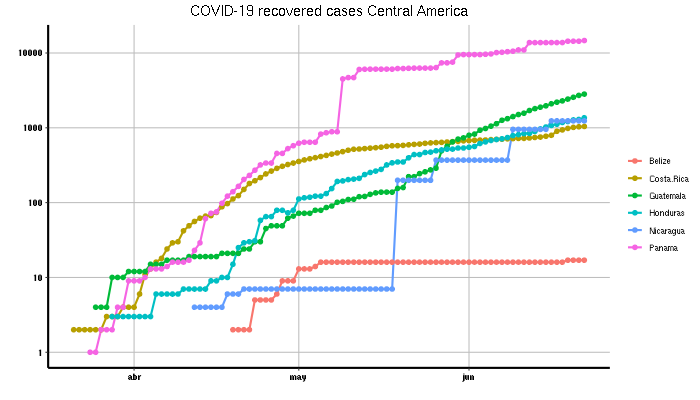 COVID-19 recovered cases Central America
10000
1000
100
10
1
abr
may
jun
Belize
Costa.Rica
Guatemala
Honduras
Nicaragua
Panama